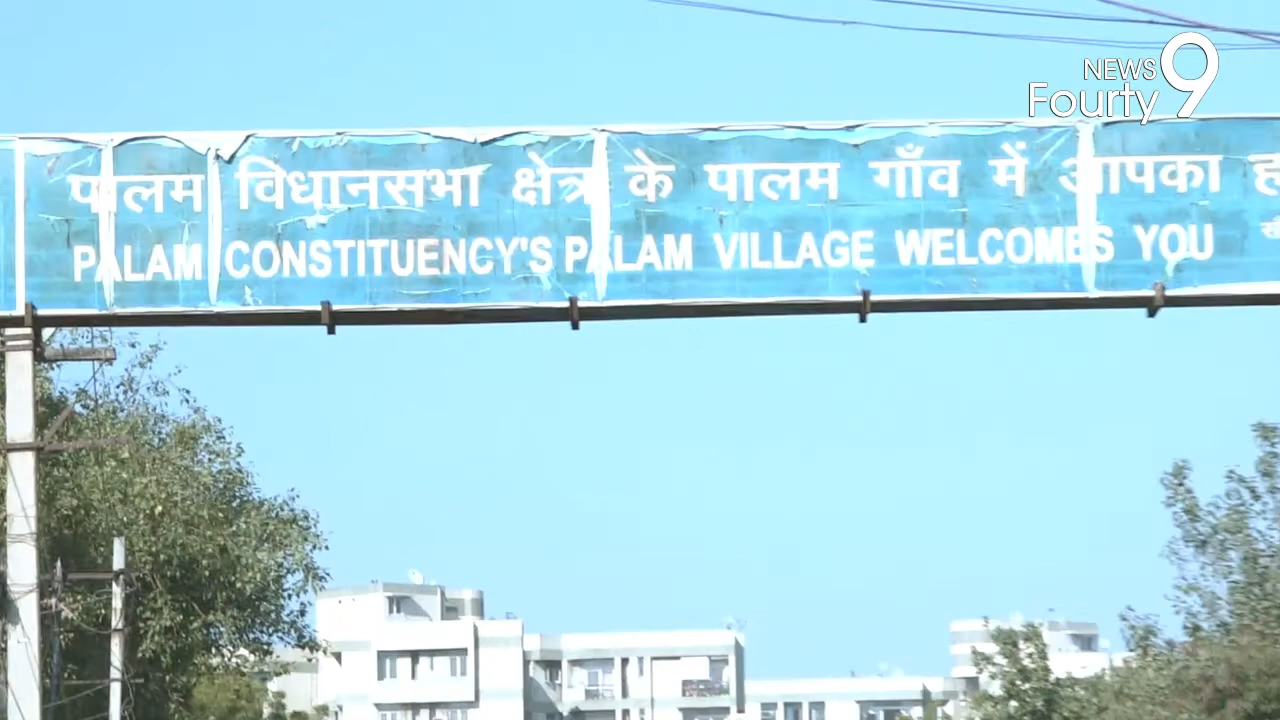 NEWS 9
Fourty
पालम विधानसभा क्षेत्र के पालम गाँव में आपका
PALAM CONSTITUENCY'S PALAM VILLAGE WELCOMES YOU